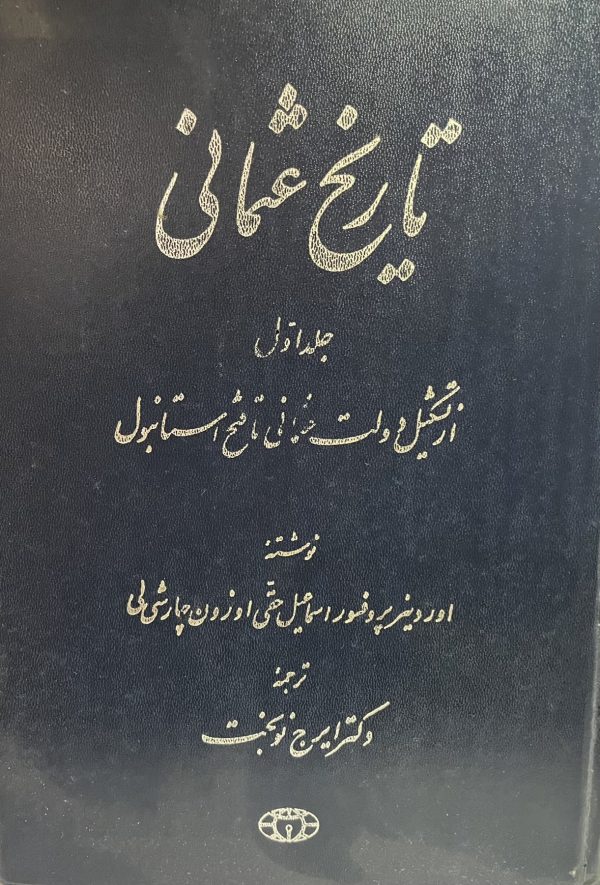 تاریخ عثمانی
جلد اول
از تشکیل دولت عثمانی تا فتح استانبول
نوشتهٔ
اوردینر پروفسور اسماعیل حقی اوزون چارشی لی
ترجمهٔ
دکتر ایرج نوبخت